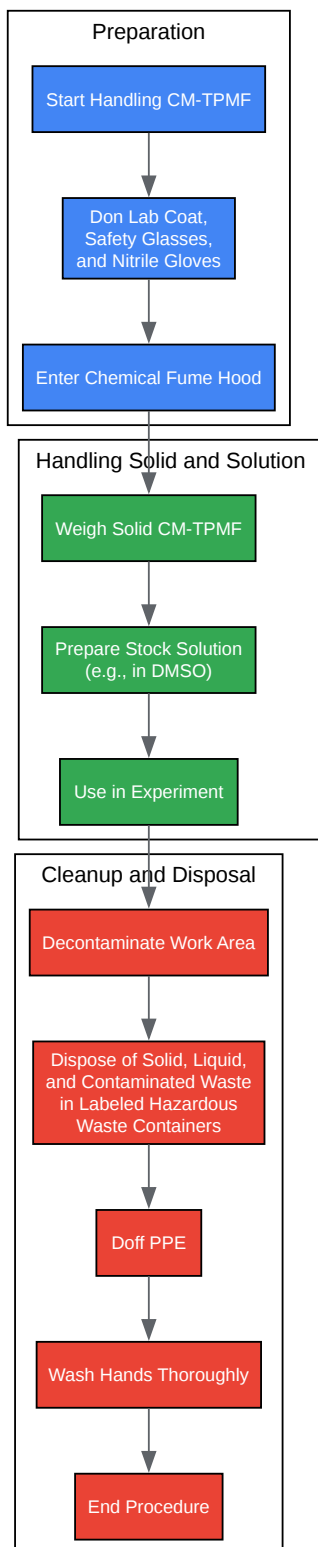 Preparation
Start Handling CM-TPMF
Don Lab Coat,
Safety Glasses,
and Nitrile Gloves
Enter Chemical Fume Hood
Handling Solid and Solution
Weigh Solid CM-TPMF
Prepare Stock Solution
(e.g., in DMSO)
Use in Experiment
Cleanup and Disposal
Decontaminate Work Area
Dispose of Solid, Liquid,
and Contaminated Waste
in Labeled Hazardous
Waste Containers
Doff PPE
Wash Hands Thoroughly
End Procedure